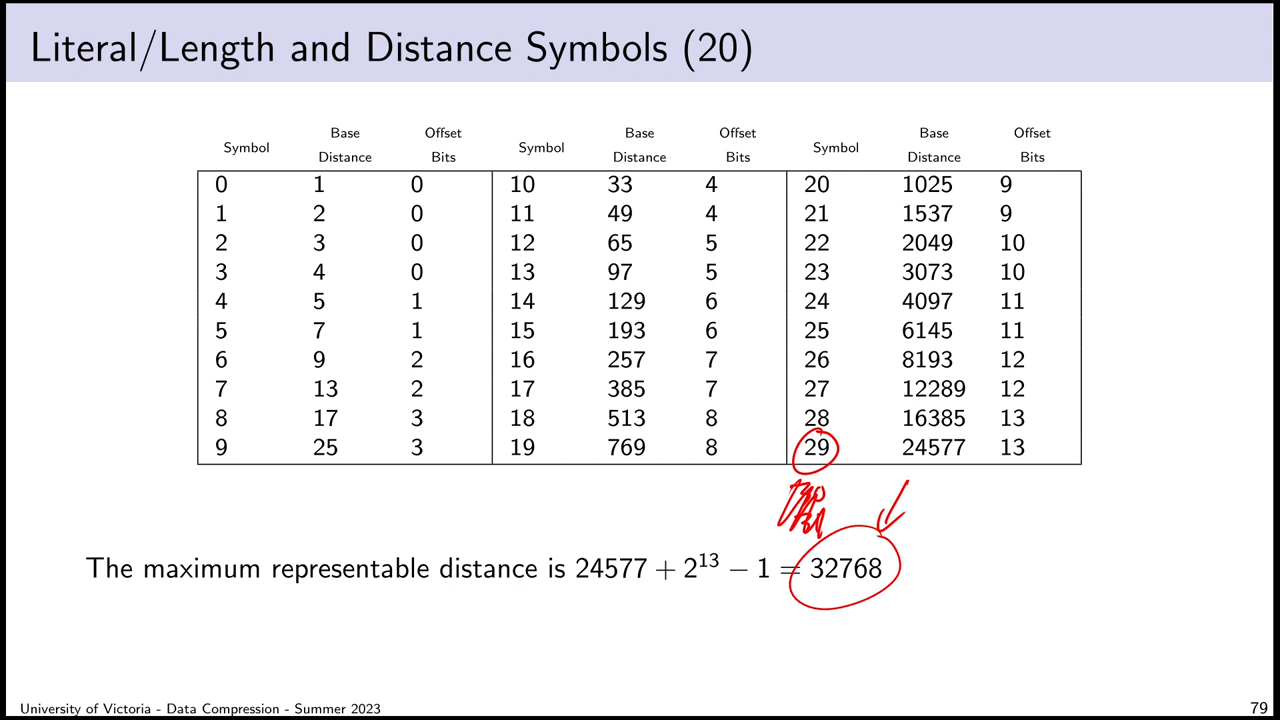 Literal/Length and Distance Symbols (20)
Symbol Base Distance Offset Bits Symbol Base Distance Offset Bits Symbol Base Distance Offset Bits
0 1 0 10 33 4 20 1025 9
1 2 0 11 49 4 21 1537 9
2 3 0 12 65 5 22 2049 10
3 4 0 13 97 5 23 3073 10
4 5 1 14 129 6 24 4097 11
5 7 1 15 193 6 25 6145 11
6 9 2 16 257 7 26 8193 12
7 13 2 17 385 7 27 12289 12
8 17 3 18 513 8 28 16385 13
9 25 3 19 769 8 29 24577 13
The maximum representable distance is 24577 + 2¹³ − 1 = 32768
University of Victoria - Data Compression - Summer 2023 79